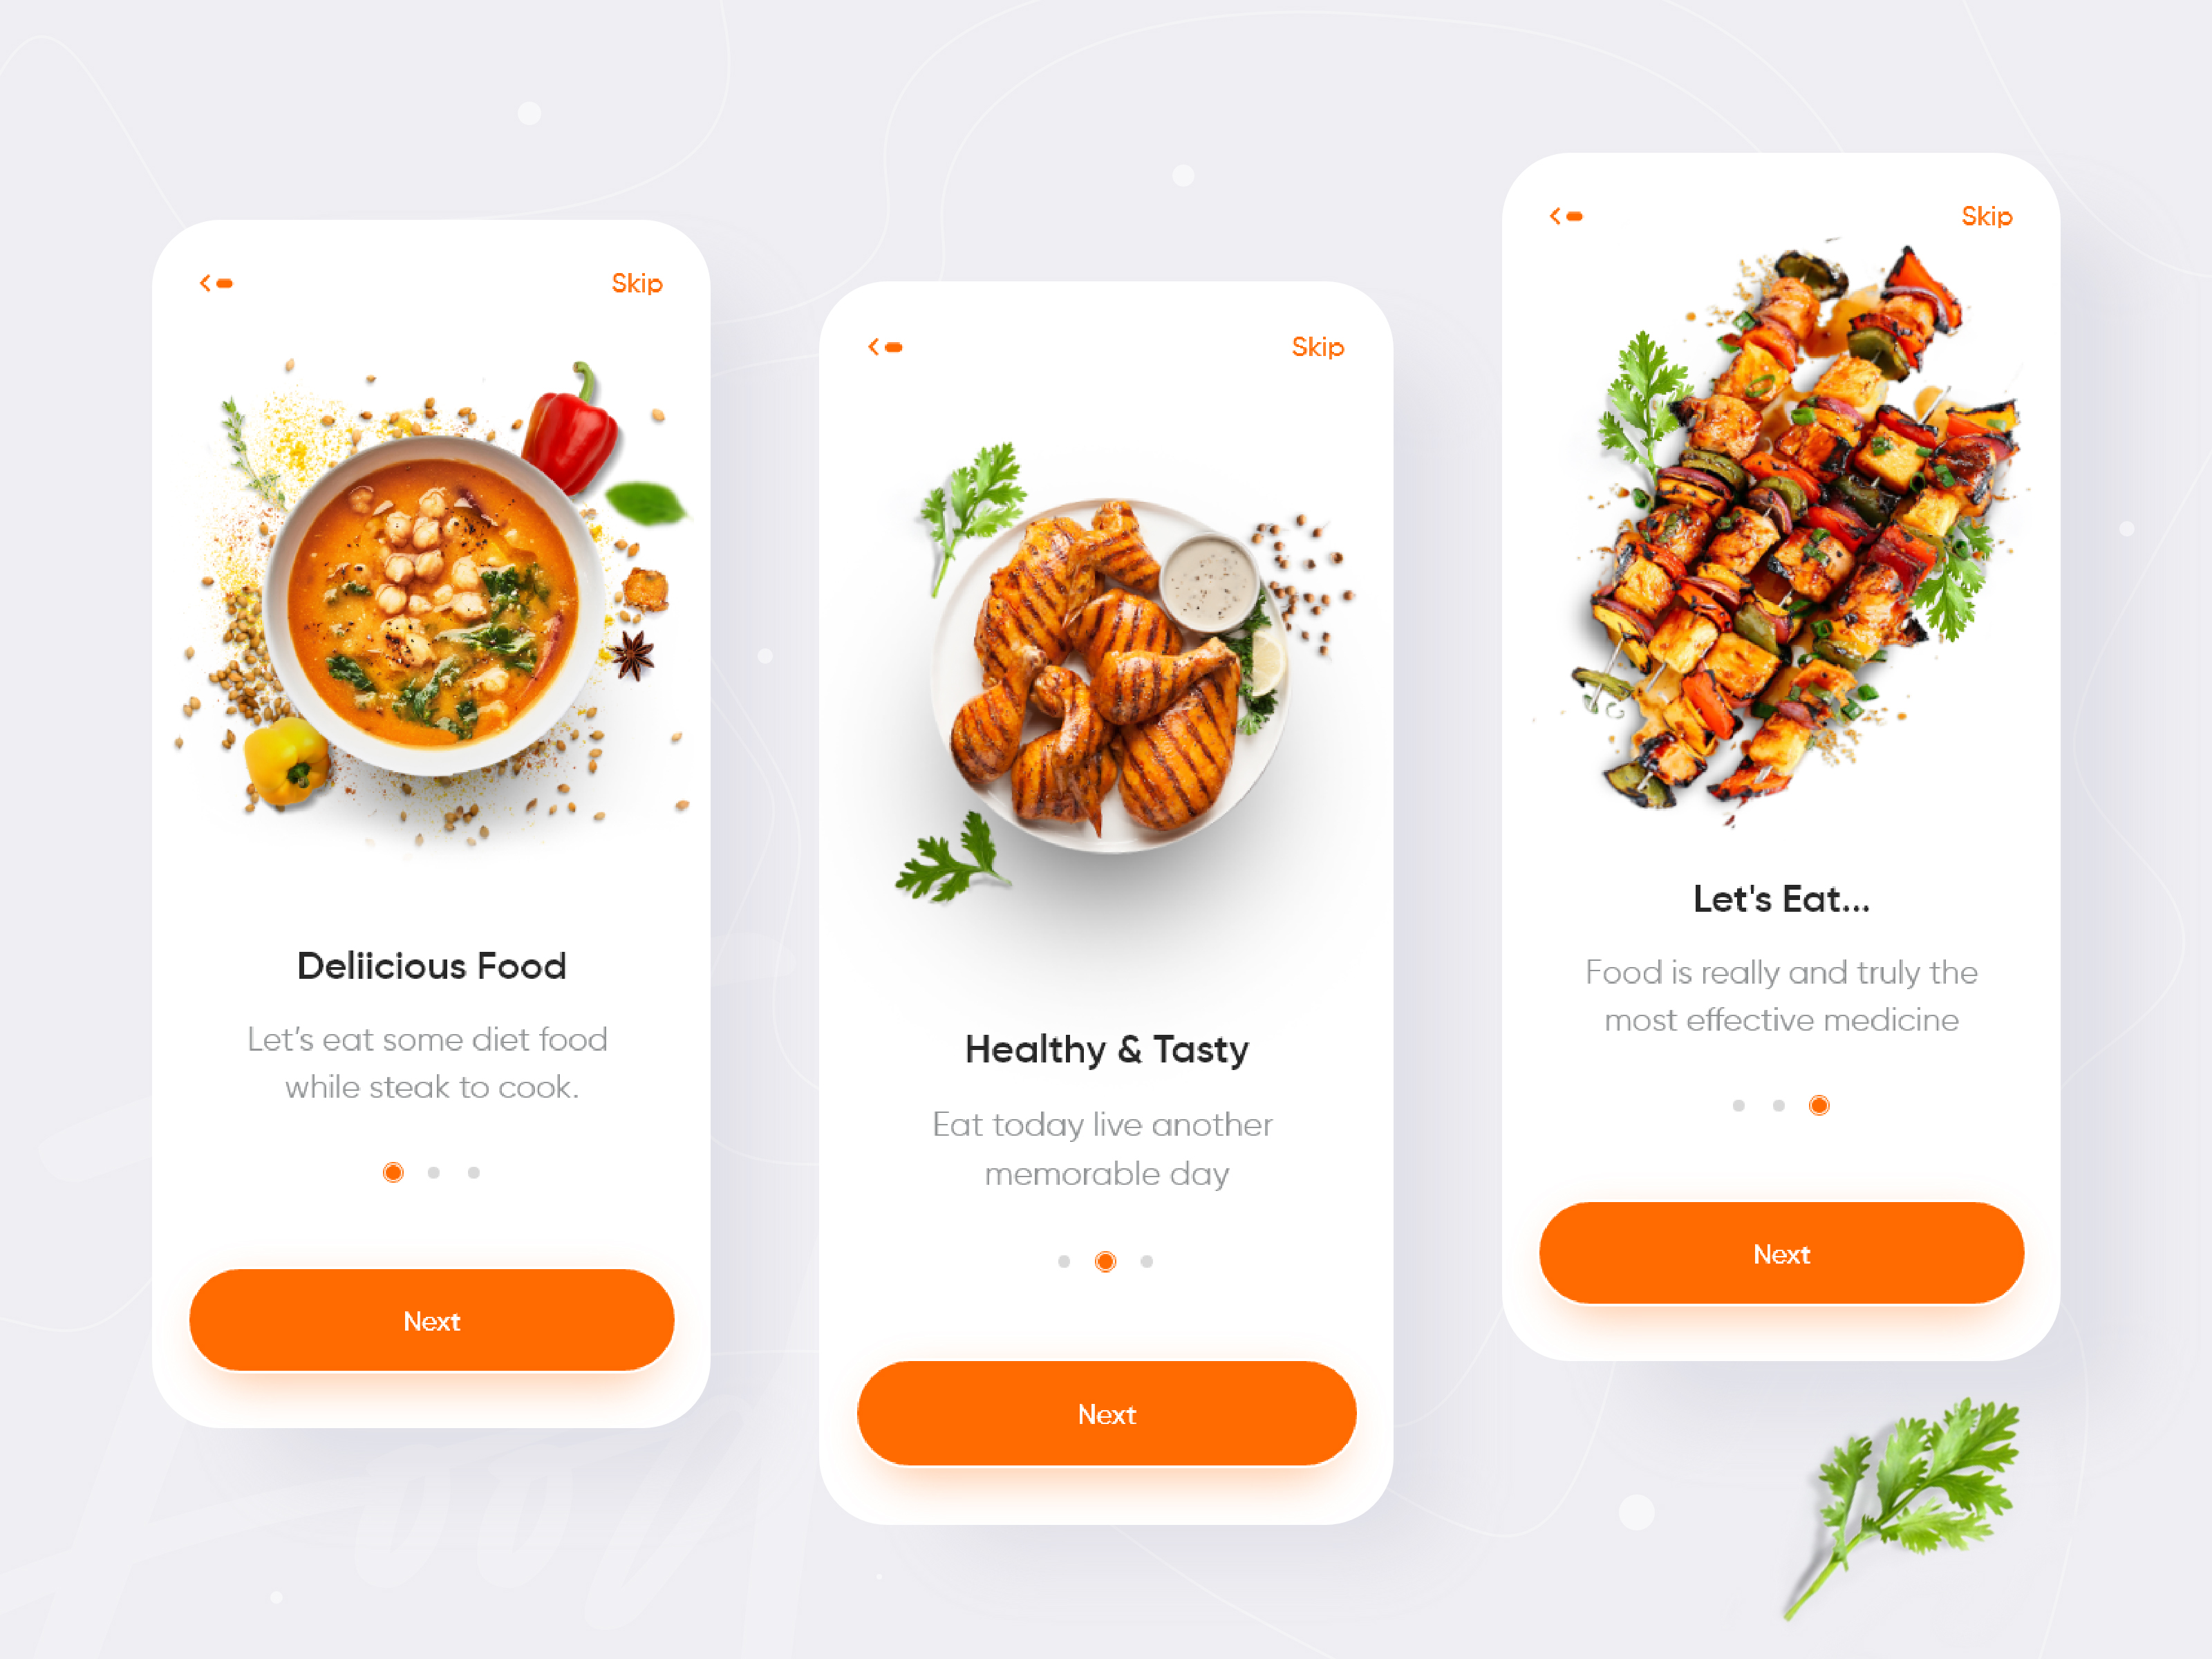 Skip
Deliicious Food
Let's eat some diet food
while steak to cook.
Next
Skip
Healthy & Tasty
Eat today live another
memorable day
Next
Skip
Let's Eat...
Food is really and truly the
most effective medicine
Next
Food